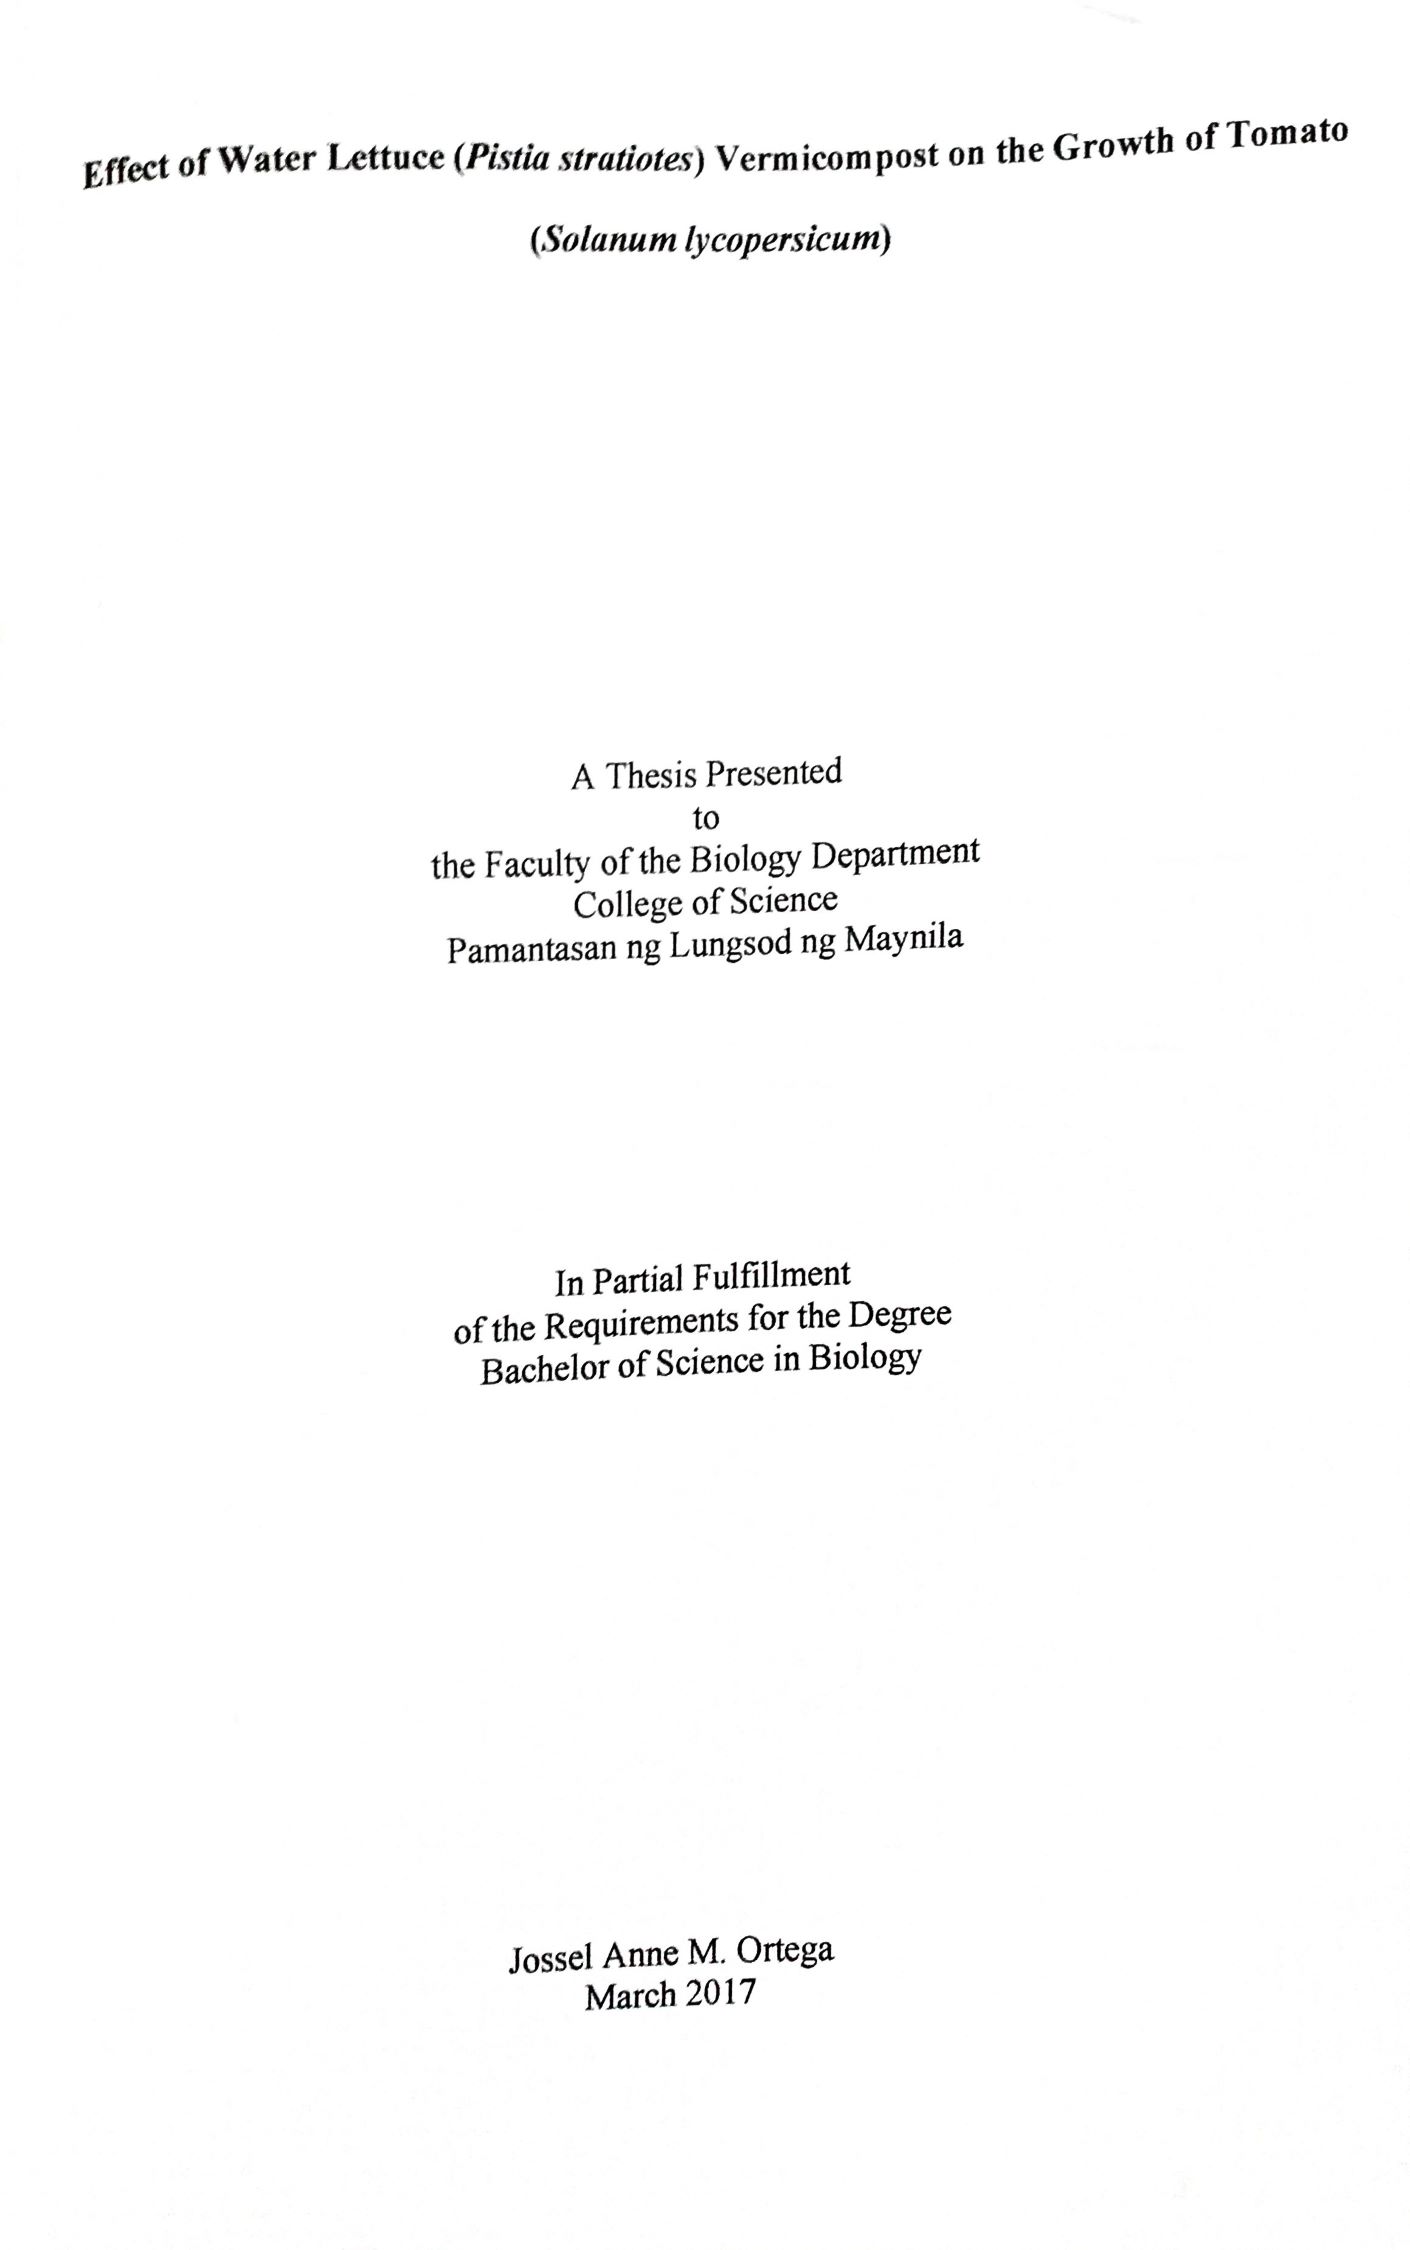 Effect of Water Lettuce (Pistia stratiotes) Vermicompost on the Growth of Tomato
(Solanum lycopersicum)
A Thesis Presented
to
the Faculty of the Biology Department
College of Science
Pamantasan ng Lungsod ng Maynila
In Partial Fulfillment
of the Requirements for the Degree
Bachelor of Science in Biology
Jossel Anne M. Ortega
March 2017